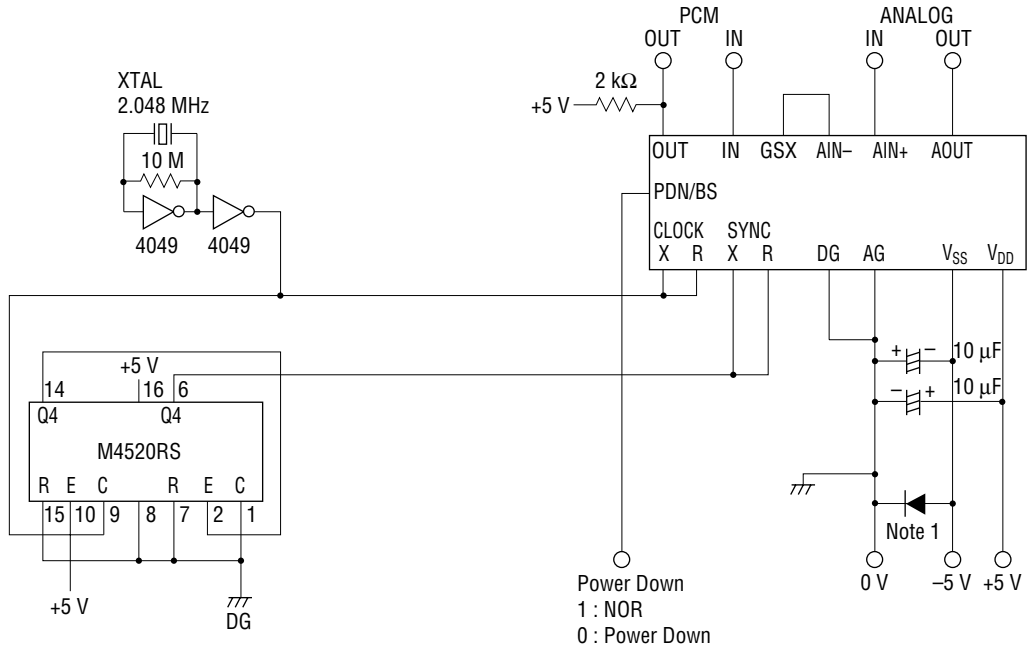 PCM ANALOG
OUT IN IN OUT
XTAL
2.048 MHz
2 kΩ
+5 V
10 M
OUT IN GSX AIN− AIN+ AOUT
PDN/BS
4049 4049
CLOCK SYNC
X R X R DG AG VSS VDD
+ − 10 μF
+5 V
14 16 6
− + 10 μF
Q4 Q4
M4520RS
R E C R E C
15 10 9 8 7 2 1
Note 1
+5 V
DG
Power Down
1 : NOR
0 : Power Down
0 V −5 V +5 V